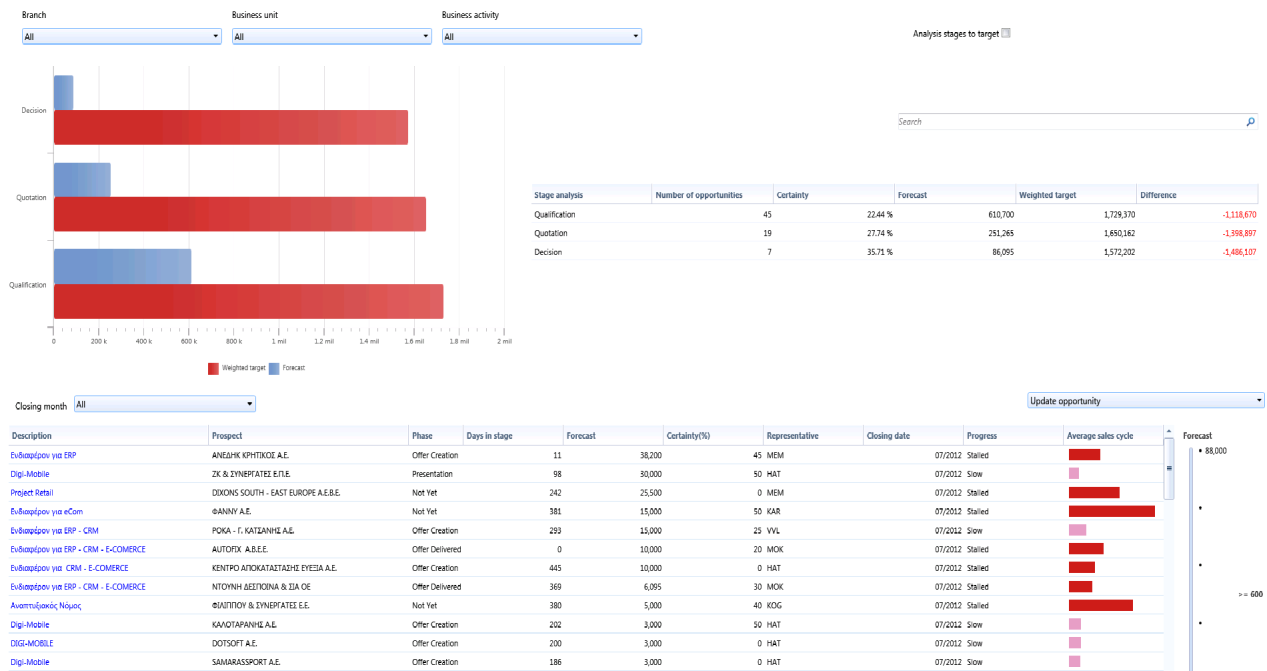 Branch Business unit Business activity
All All All Analysis stages to target
Decision
Search
Quotation
Stage analysis Number of opportunities Certainty Forecast Weighted target Difference
Qualification 45 22.44 % 610,700 1,729,370 -1,118,670
Quotation 19 27.74 % 251,265 1,650,162 -1,398,897
Decision 7 35.71 % 86,095 1,572,202 -1,486,107
Qualification
0 200 k 400 k 600 k 800 k 1 mil 1.2 mil 1.4 mil 1.6 mil 1.8 mil 2 mil
Weighted target Forecast
Closing month All Update opportunity
Description Prospect Phase Days in stage Forecast Certainty(%) Representative Closing date Progress Average sales cycle Forecast
Ενδιαφέρον για ERP ΑΝΕΔΗΚ ΚΡΗΤΙΚΟΣ Α.Ε. Offer Creation 11 38,200 45 MEM 07/2012 Stalled 88,000
Digi-Mobile ΖΚ & ΣΥΝΕΡΓΑΤΕΣ Ε.Π.Ε. Presentation 98 30,000 50 HAT 07/2012 Slow
Project Retail DIXONS SOUTH - EAST EUROPE Α.Ε.Β.Ε. Not Yet 242 25,500 0 MEM 07/2012 Stalled
Ενδιαφέρον για eCom ΦΑΝΝΥ Α.Ε. Not Yet 381 15,000 50 KAR 07/2012 Stalled
Ενδιαφέρον για ERP - CRM ΡΟΚΑ - Γ. ΚΑΤΣΑΝΗΣ Α.Ε. Offer Creation 293 15,000 25 VVL 07/2012 Slow
Ενδιαφέρον για ERP - CRM - E-COMERCE AUTOFIX Α.Β.Ε.Ε. Offer Delivered 0 10,000 20 MOK 07/2012 Stalled
Ενδιαφέρον για  CRM - E-COMERCE ΚΕΝΤΡΟ ΑΠΟΚΑΤΑΣΤΑΣΗΣ ΕΥΕΞΙΑ Α.Ε. Offer Creation 445 10,000 0 HAT 07/2012 Stalled
Ενδιαφέρον για ERP - CRM - E-COMERCE ΝΤΟΥΝΗ ΔΕΣΠΟΙΝΑ & ΣΙΑ ΟΕ Offer Delivered 369 6,095 30 MOK 07/2012 Stalled
>= 600
Αναπτυξιακός Νόμος ΦΙΛΙΠΠΟΥ & ΣΥΝΕΡΓΑΤΕΣ Ε.Ε. Not Yet 380 5,000 40 KOG 07/2012 Stalled
Digi-Mobile ΚΑΛΟΤΑΡΑΝΗΣ Α.Ε. Offer Creation 202 3,000 50 HAT 07/2012 Slow
DIGI-MOBILE DOTSOFT Α.Ε. Offer Creation 200 3,000 0 HAT 07/2012 Slow
Digi-Mobile SAMARASSPORT Α.Ε. Offer Creation 186 3,000 0 HAT 07/2012 Slow